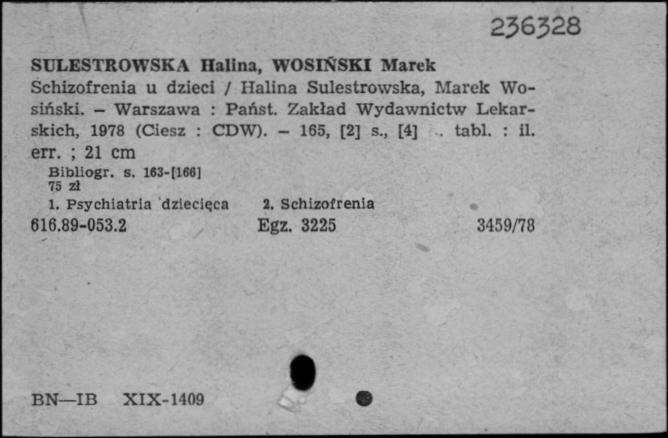 236328
SULESTROWSKA Halina, WOSIŃSKI Marek
Schizofrenia u dzieci / Halina Sulestrowska, Marek Wo-
siński. — Warszawa : Państ. Zakład Wydawnictw Lekar-
skich, 1978 (Ciesz : CDW). — 165, [2] s., [4] . tabl. : il.
err. ; 21 cm
Bibliogr. s. 163-[166]
75 zł
1. Psychiatria dziecięca 2. Schizofrenia
616.89-053.2 Egz. 3225 3459/78
BN—IB XIX-1409